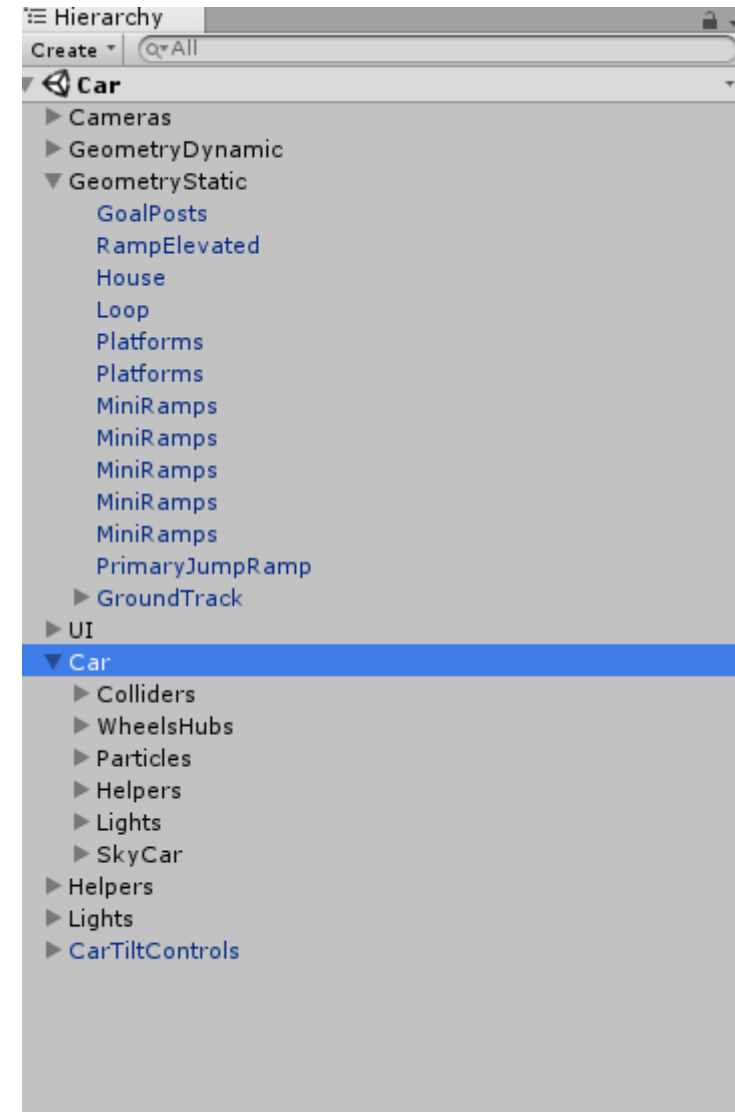 Hierarchy
Create All
Car
Cameras
GeometryDynamic
GeometryStatic
GoalPosts
RampElevated
House
Loop
Platforms
Platforms
MiniRamps
MiniRamps
MiniRamps
MiniRamps
MiniRamps
PrimaryJumpRamp
GroundTrack
UI
Car
Colliders
WheelsHubs
Particles
Helpers
Lights
SkyCar
Helpers
Lights
CarTiltControls